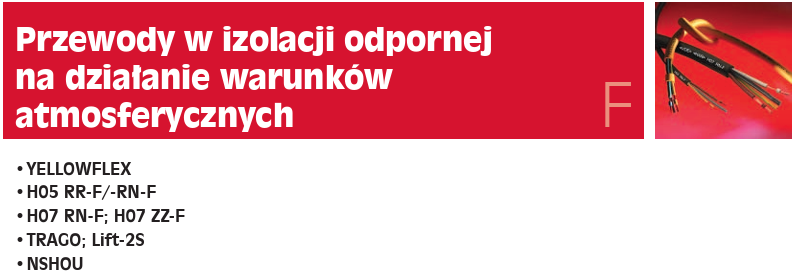 Przewody w izolacji odpornej
na działanie warunków
atmosferycznych
F
• YELLOWFLEX
• H05 RR-F/-RN-F
• H07 RN-F; H07 ZZ-F
• TRAGO; Lift-2S
• NSHOU